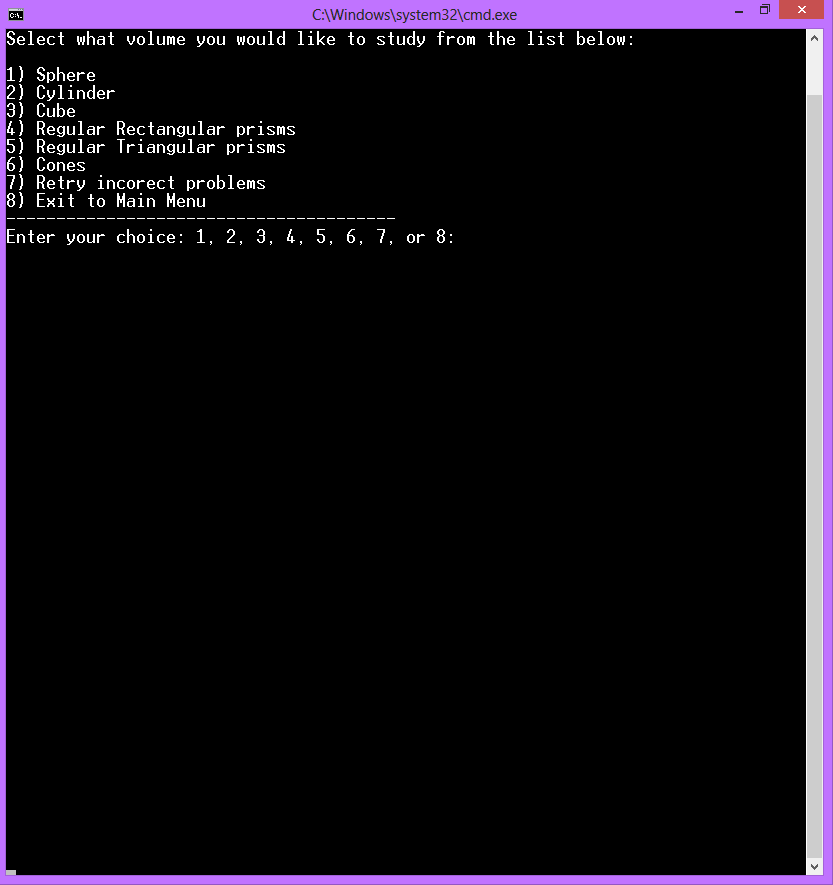 C:\Windows\system32\cmd.exe
Select what volume you would like to study from the list below:
1) Sphere
2) Cylinder
3) Cube
4) Regular Rectangular prisms
5) Regular Triangular prisms
6) Cones
7) Retry incorect problems
8) Exit to Main Menu
---------------------------------------
Enter your choice: 1, 2, 3, 4, 5, 6, 7, or 8: